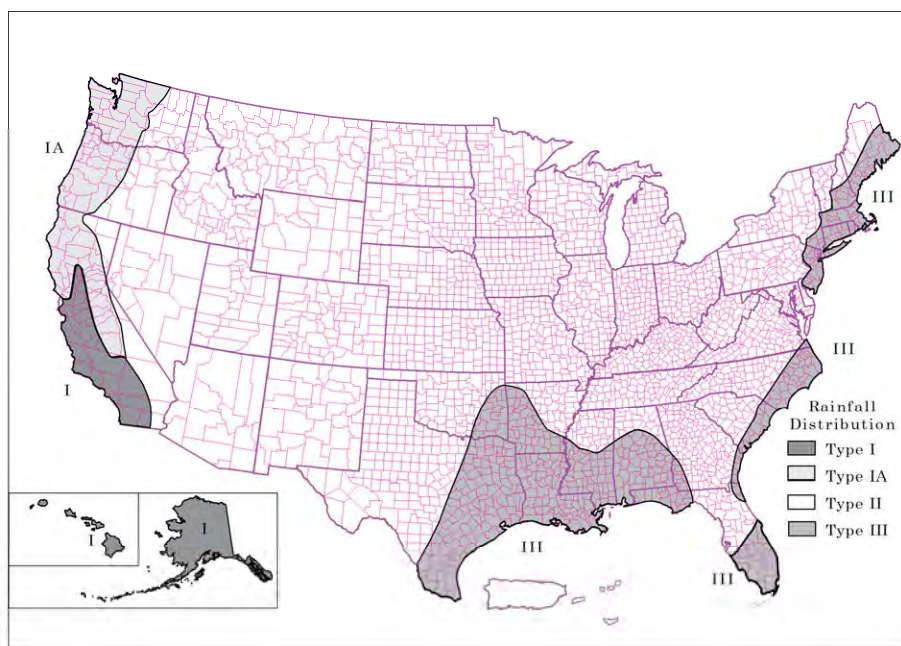 IA
III
III
I
Rainfall
Distribution
Type I
Type IA
Type II
Type III
I
I
III
III